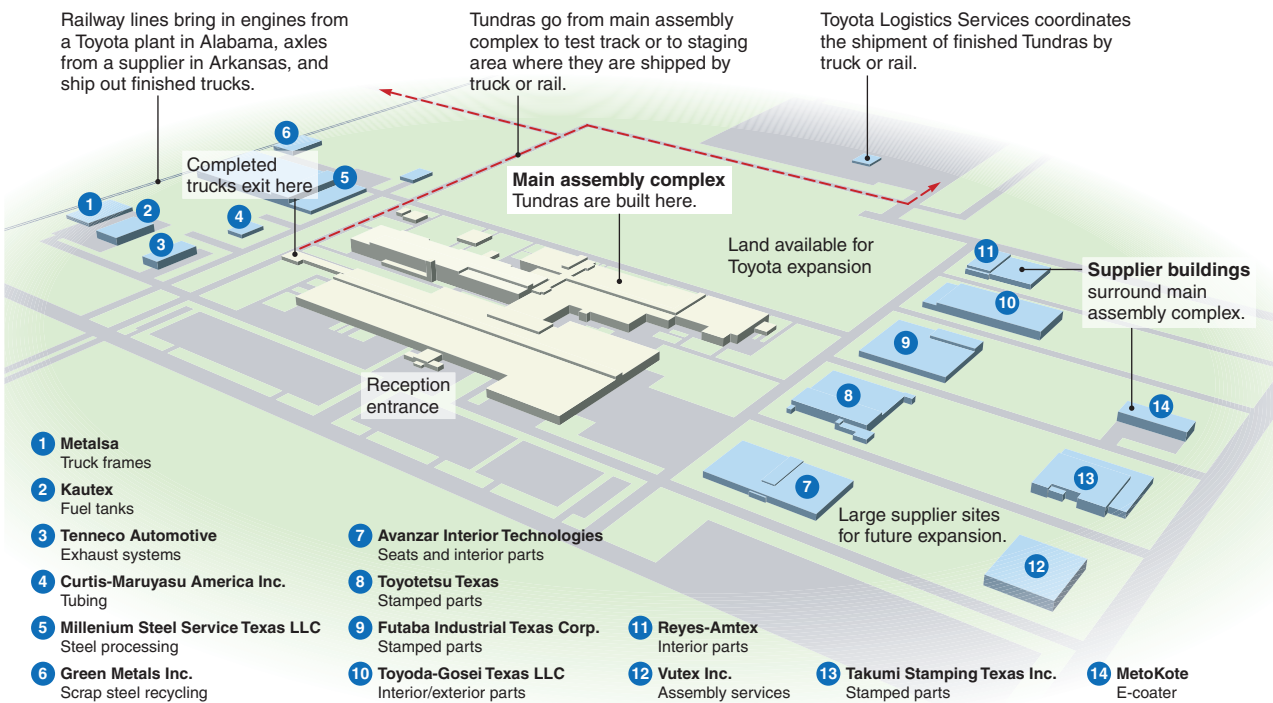 Railway lines bring in engines from
a Toyota plant in Alabama, axles
from a supplier in Arkansas, and
ship out finished trucks.
Tundras go from main assembly
complex to test track or to staging
area where they are shipped by
truck or rail.
Toyota Logistics Services coordinates
the shipment of finished Tundras by
truck or rail.
6
Completed
trucks exit here
5
Main assembly complex
Tundras are built here.
1
2
4
3
Land available for
Toyota expansion
11
Supplier buildings
surround main
assembly complex.
10
9
Reception
entrance
8
14
7
13
Large supplier sites
for future expansion.
12
1 Metalsa
Truck frames
2 Kautex
Fuel tanks
3 Tenneco Automotive
Exhaust systems
4 Curtis-Maruyasu America Inc.
Tubing
5 Millenium Steel Service Texas LLC
Steel processing
6 Green Metals Inc.
Scrap steel recycling
7 Avanzar Interior Technologies
Seats and interior parts
8 Toyotetsu Texas
Stamped parts
9 Futaba Industrial Texas Corp.
Stamped parts
10 Toyoda-Gosei Texas LLC
Interior/exterior parts
11 Reyes-Amtex
Interior parts
12 Vutex Inc.
Assembly services
13 Takumi Stamping Texas Inc.
Stamped parts
14 MetoKote
E-coater